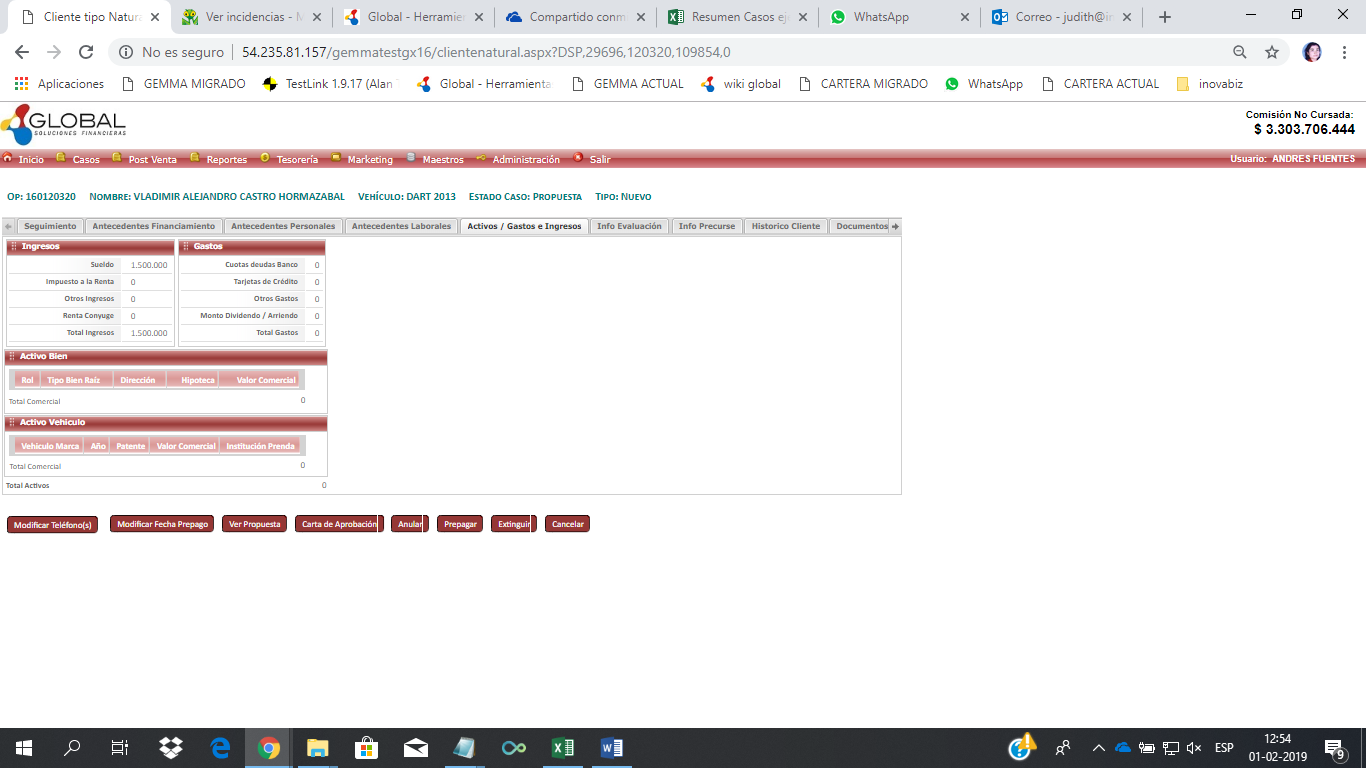 Cliente tipo Natura
Ver incidencias - M
Global - Herramien
Compartido conm
Resumen Casos eje
WhatsApp
Correo - judith@in
No es seguro
54.235.81.157/gemmatestgx16/clientenatural.aspx?DSP,29696,120320,109854,0
Aplicaciones
GEMMA MIGRADO
TestLink 1.9.17 (Alan
Global - Herramienta
GEMMA ACTUAL
wiki global
CARTERA MIGRADO
WhatsApp
CARTERA ACTUAL
inovabiz
GLOBAL
SOLUCIONES FINANCIERAS
Comisión No Cursada:
$ 3.303.706.444
Inicio Casos Post Venta Reportes Tesorería Marketing Maestros Administración Salir
Usuario: ANDRES FUENTES
Op: 160120320 Nombre: VLADIMIR ALEJANDRO CASTRO HORMAZABAL Vehículo: DART 2013 Estado Caso: Propuesta Tipo: Nuevo
Seguimiento Antecedentes Financiamiento Antecedentes Personales Antecedentes Laborales Activos / Gastos e Ingresos Info Evaluación Info Precurse Historico Cliente Documentos
Ingresos
Sueldo 1.500.000
Impuesto a la Renta 0
Otros Ingresos 0
Renta Conyuge 0
Total Ingresos 1.500.000
Gastos
Cuotas deudas Banco 0
Tarjetas de Crédito 0
Otros Gastos 0
Monto Dividendo / Arriendo 0
Total Gastos 0
Activo Bien
Rol Tipo Bien Raíz Dirección Hipoteca Valor Comercial
Total Comercial 0
Activo Vehículo
Vehiculo Marca Año Patente Valor Comercial Institución Prenda
Total Comercial 0
Total Activos 0
Modificar Teléfono(s) Modificar Fecha Prepago Ver Propuesta Carta de Aprobación Anular Prepagar Extinguir Cancelar
ESP
12:54
01-02-2019
9